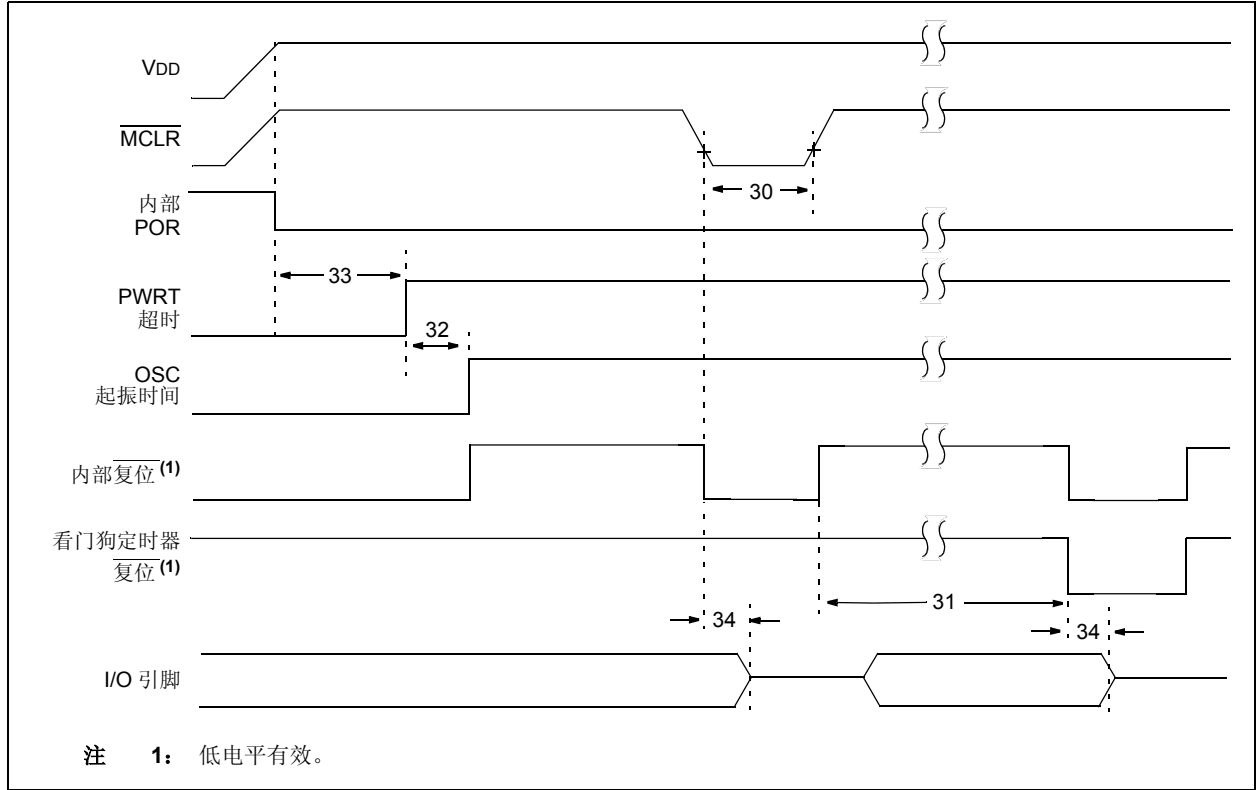 VDD
MCLR
内部
POR
30
33
PWRT
超时
32
OSC
起振时间
内部复位(1)
看门狗定时器
复位(1)
31
34
34
I/O 引脚
注 1： 低电平有效。